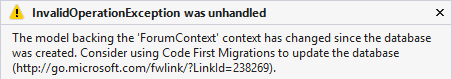 InvalidOperationException was unhandled
The model backing the 'ForumContext' context has changed since the database
was created. Consider using Code First Migrations to update the database
(http://go.microsoft.com/fwlink/?LinkId=238269).